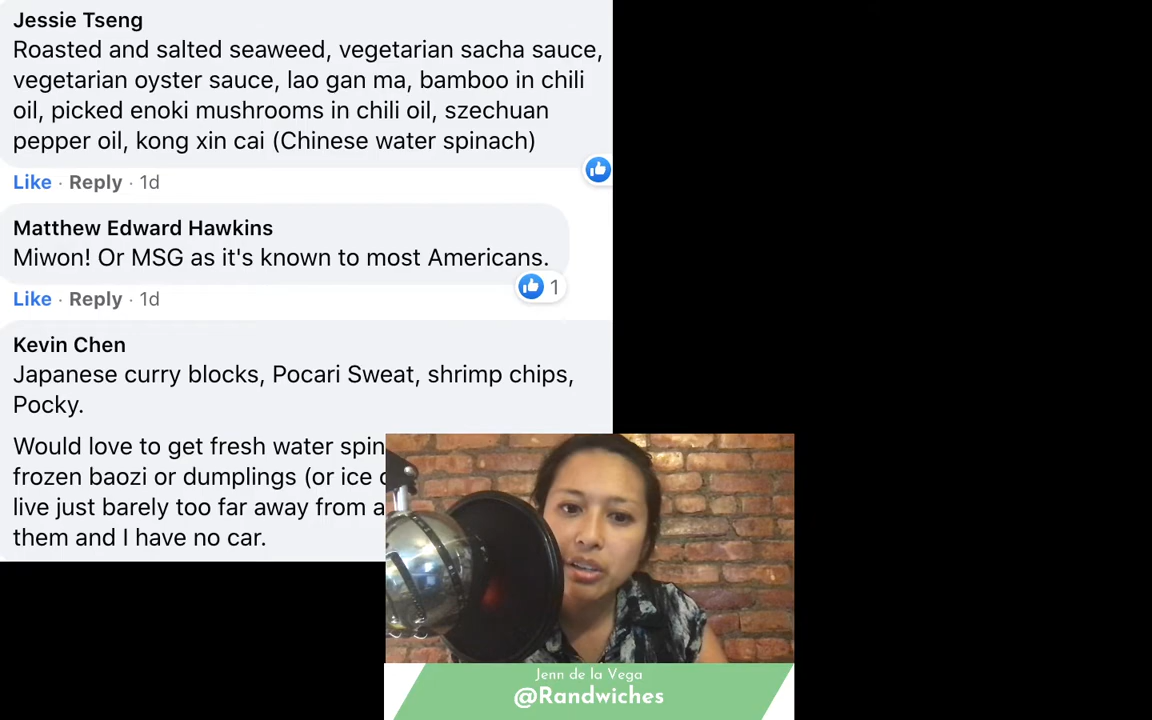 Jessie Tseng
Roasted and salted seaweed, vegetarian sacha sauce,
vegetarian oyster sauce, lao gan ma, bamboo in chili
oil, picked enoki mushrooms in chili oil, szechuan
pepper oil, kong xin cai (Chinese water spinach)
Like · Reply · 1d
Matthew Edward Hawkins
Miwon! Or MSG as it's known to most Americans.
1
Like · Reply · 1d
Kevin Chen
Japanese curry blocks, Pocari Sweat, shrimp chips,
Pocky.
Would love to get fresh water
frozen baozi or dumplings (or ice
live just barely too far away from
them and I have no car.
Jenn de la Vega
@Randwiches